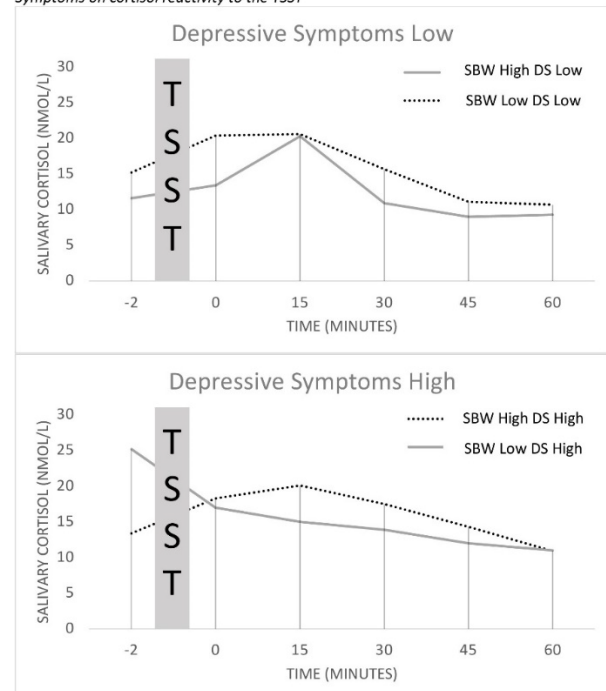 Symptoms on cortisol reactivity to the TSST
Depressive Symptoms Low
SBW High DS Low
SBW Low DS Low
SALIVARY CORTISOL (NMOL/L)
30
25
20
15
10
5
0
T
S
S
T
-2 0 15 30 45 60
TIME (MINUTES)
Depressive Symptoms High
SBW High DS High
SBW Low DS High
SALIVARY CORTISOL (NMOL/L)
30
25
20
15
10
5
0
T
S
S
T
-2 0 15 30 45 60
TIME (MINUTES)